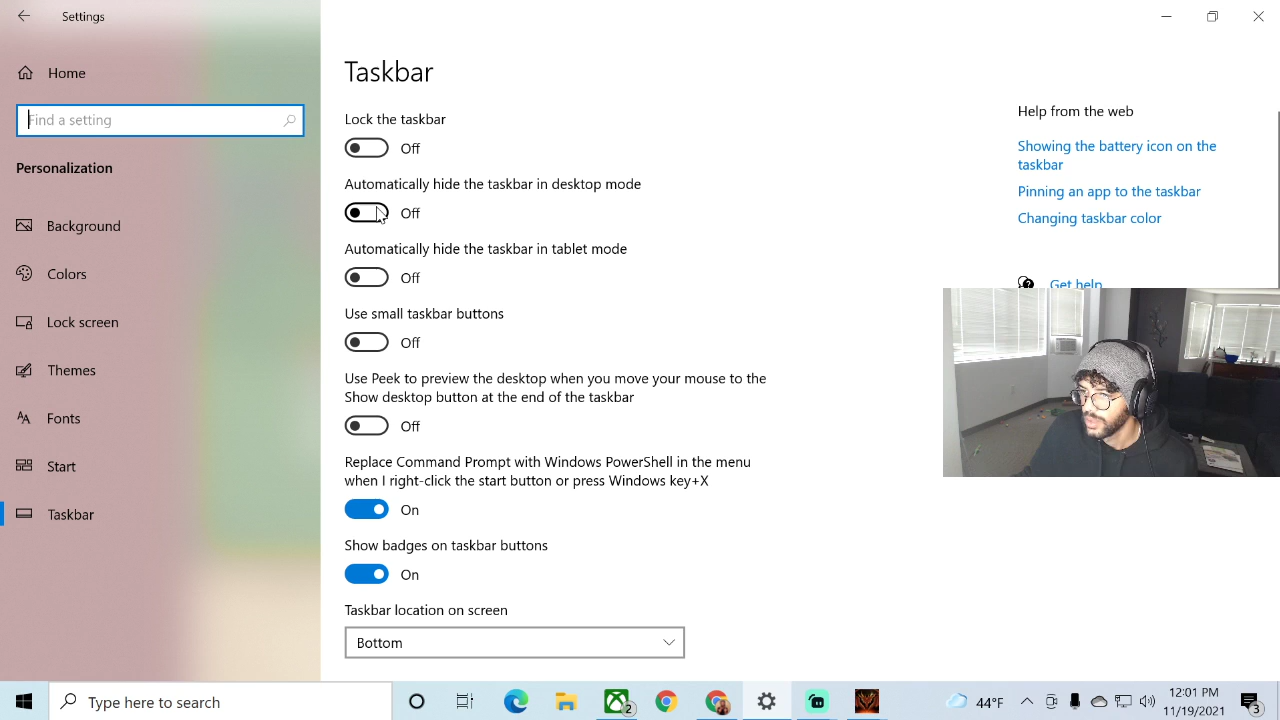 Settings
Home
Find a setting
Personalization
Background
Colors
Lock screen
Themes
Fonts
Start
Taskbar
Taskbar
Lock the taskbar
Off
Automatically hide the taskbar in desktop mode
Off
Automatically hide the taskbar in tablet mode
Off
Use small taskbar buttons
Off
Use Peek to preview the desktop when you move your mouse to the
Show desktop button at the end of the taskbar
Off
Replace Command Prompt with Windows PowerShell in the menu
when I right-click the start button or press Windows key+X
On
Show badges on taskbar buttons
On
Taskbar location on screen
Bottom
Help from the web
Showing the battery icon on the
taskbar
Pinning an app to the taskbar
Changing taskbar color
Get help
Type here to search
2
44°F
12:01 PM
11/19/2021
3